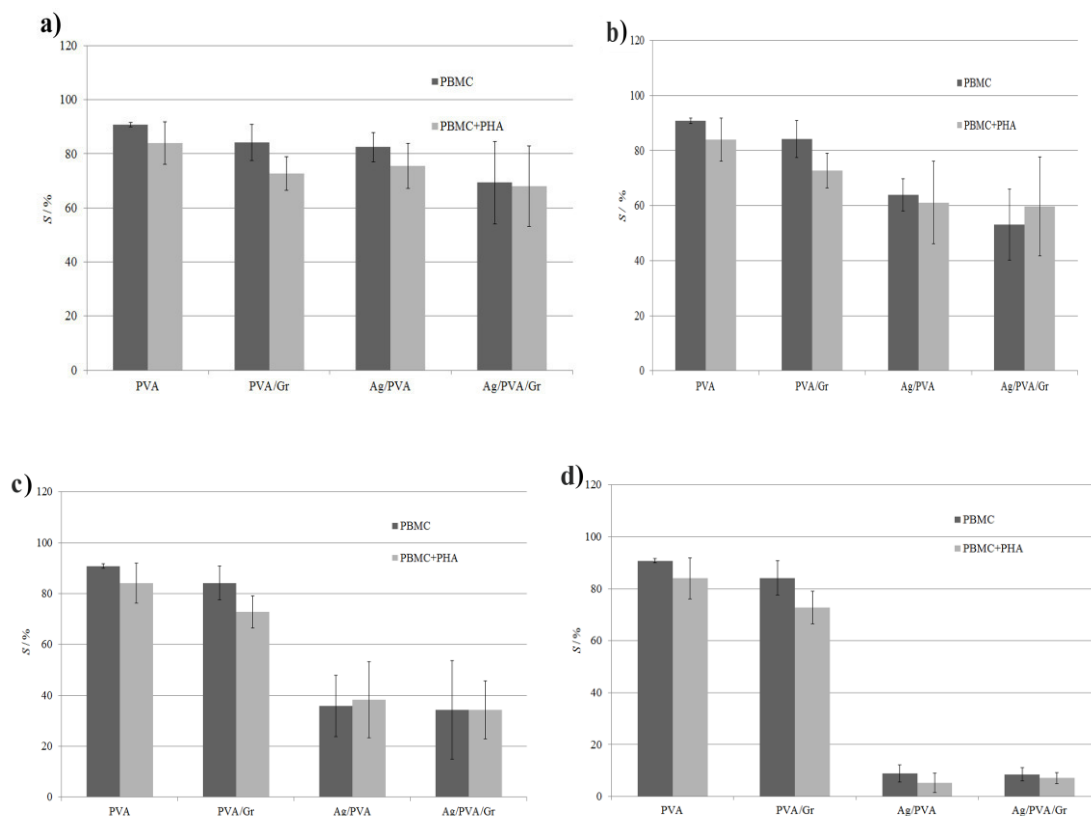 a)
120
100
80
60
40
20
0
S / %
PBMC
PBMC+PHA
PVA PVA/Gr Ag/PVA Ag/PVA/Gr
b)
120
100
80
60
40
20
0
S / %
PBMC
PBMC+PHA
PVA PVA/Gr Ag/PVA Ag/PVA/Gr
c)
120
100
80
60
40
20
0
S / %
PBMC
PBMC+PHA
PVA PVA/Gr Ag/PVA Ag/PVA/Gr
d)
120
100
80
60
40
20
0
S / %
PBMC
PBMC+PHA
PVA PVA/Gr Ag/PVA Ag/PVA/Gr